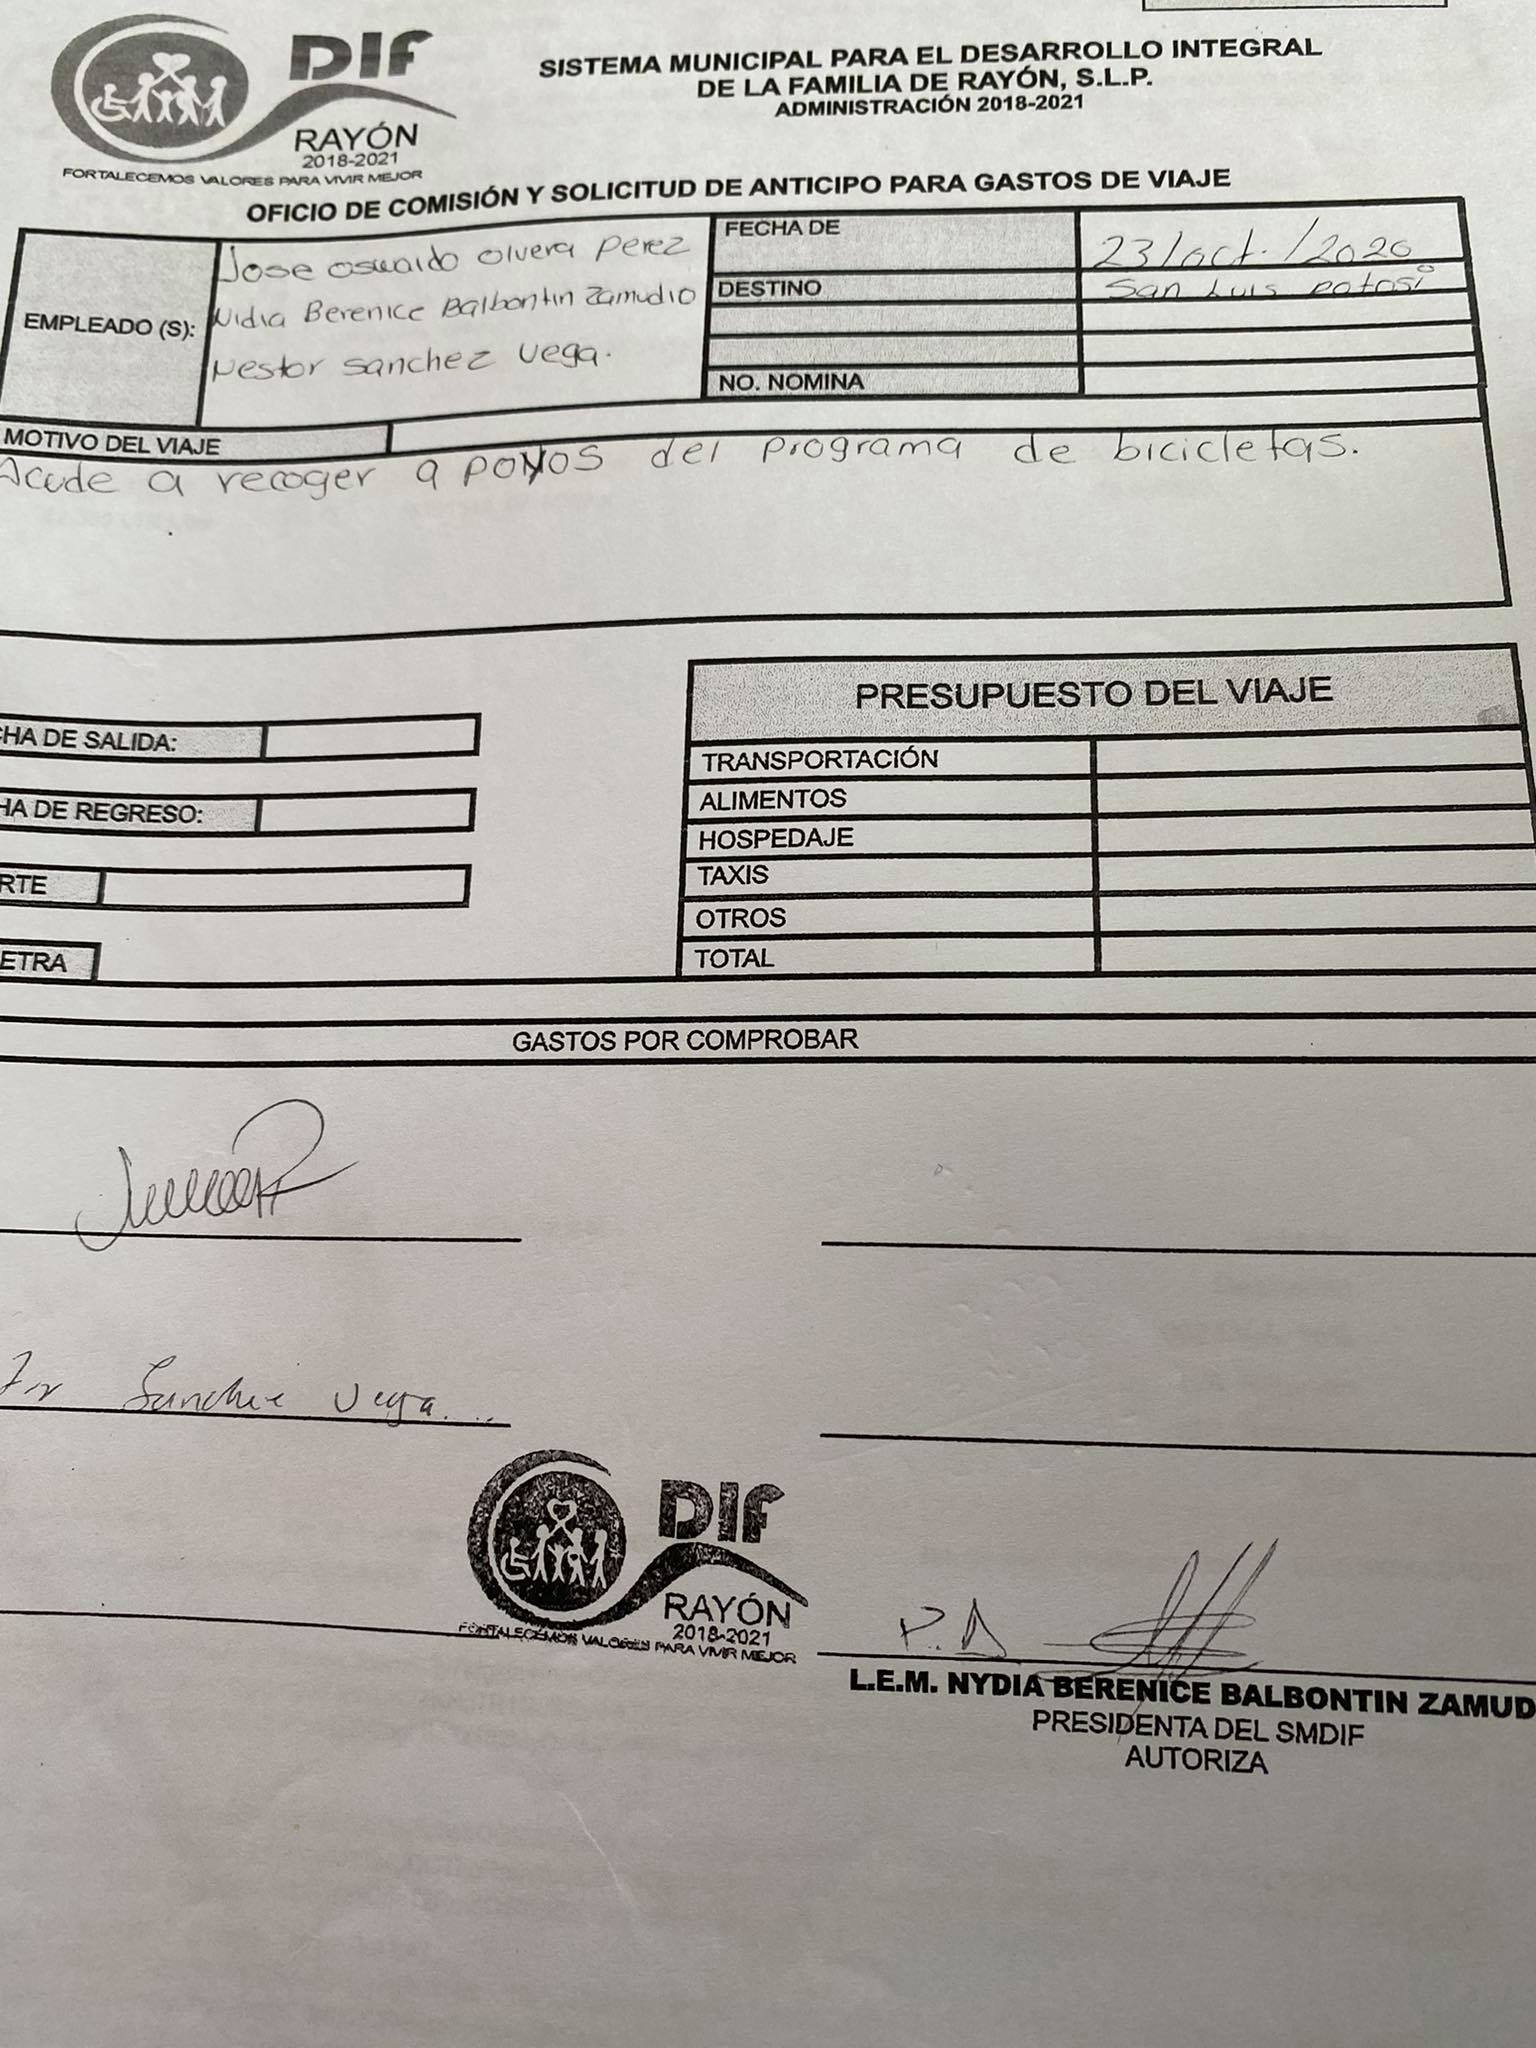 DIF
RAYÓN
2018-2021
FORTALECEMOS VALORES PARA VIVIR MEJOR
SISTEMA MUNICIPAL PARA EL DESARROLLO INTEGRAL
DE LA FAMILIA DE RAYÓN, S.L.P.
ADMINISTRACIÓN 2018-2021
OFICIO DE COMISIÓN Y SOLICITUD DE ANTICIPO PARA GASTOS DE VIAJE
EMPLEADO (S):
Jose oswaldo olvera perez
Nidia Berenice Balbontin Zamudio
Nestor Sanchez Vega.
FECHA DE 23/oct./2020
DESTINO San Luis potosi
NO. NOMINA
MOTIVO DEL VIAJE
Acude a recoger apoyos del programa de bicicletas.
CHA DE SALIDA:
HA DE REGRESO:
RTE
ETRA
PRESUPUESTO DEL VIAJE
TRANSPORTACIÓN
ALIMENTOS
HOSPEDAJE
TAXIS
OTROS
TOTAL
GASTOS POR COMPROBAR
Vega.
DIF
RAYÓN
2018-2021
FORTALECEMOS VALORES PARA VIVIR MEJOR
P.A
L.E.M. NYDIA BERENICE BALBONTIN ZAMUD
PRESIDENTA DEL SMDIF
AUTORIZA